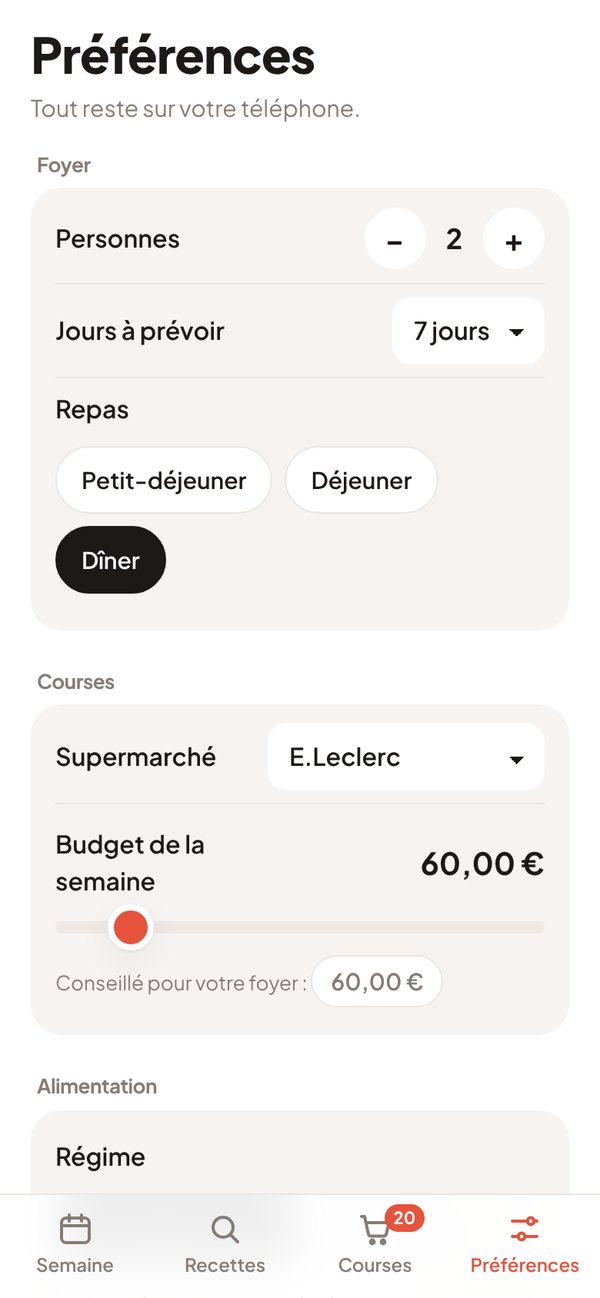 Préférences
Tout reste sur votre téléphone.
Foyer
Personnes
– 2 +
Jours à prévoir
7 jours
Repas
Petit-déjeuner
Déjeuner
Dîner
Courses
Supermarché
E.Leclerc
Budget de la
semaine
60,00 €
Conseillé pour votre foyer : 60,00 €
Alimentation
Régime
20
Semaine
Recettes
Courses
Préférences